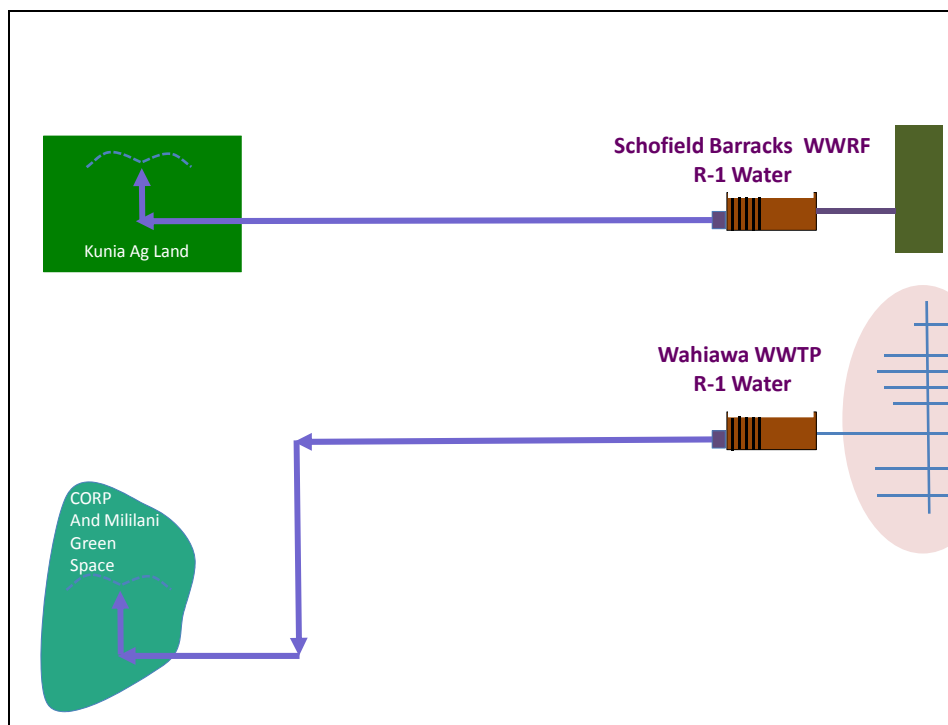 Schofield Barracks WWRF
R-1 Water
Kunia Ag Land
Wahiawa WWTP
R-1 Water
CORP
And Mililani
Green
Space